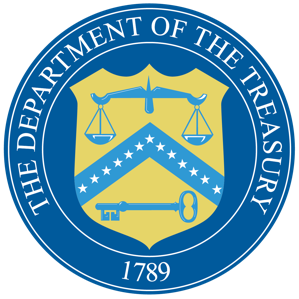 THE DEPARTMENT OF THE TREASURY
1789